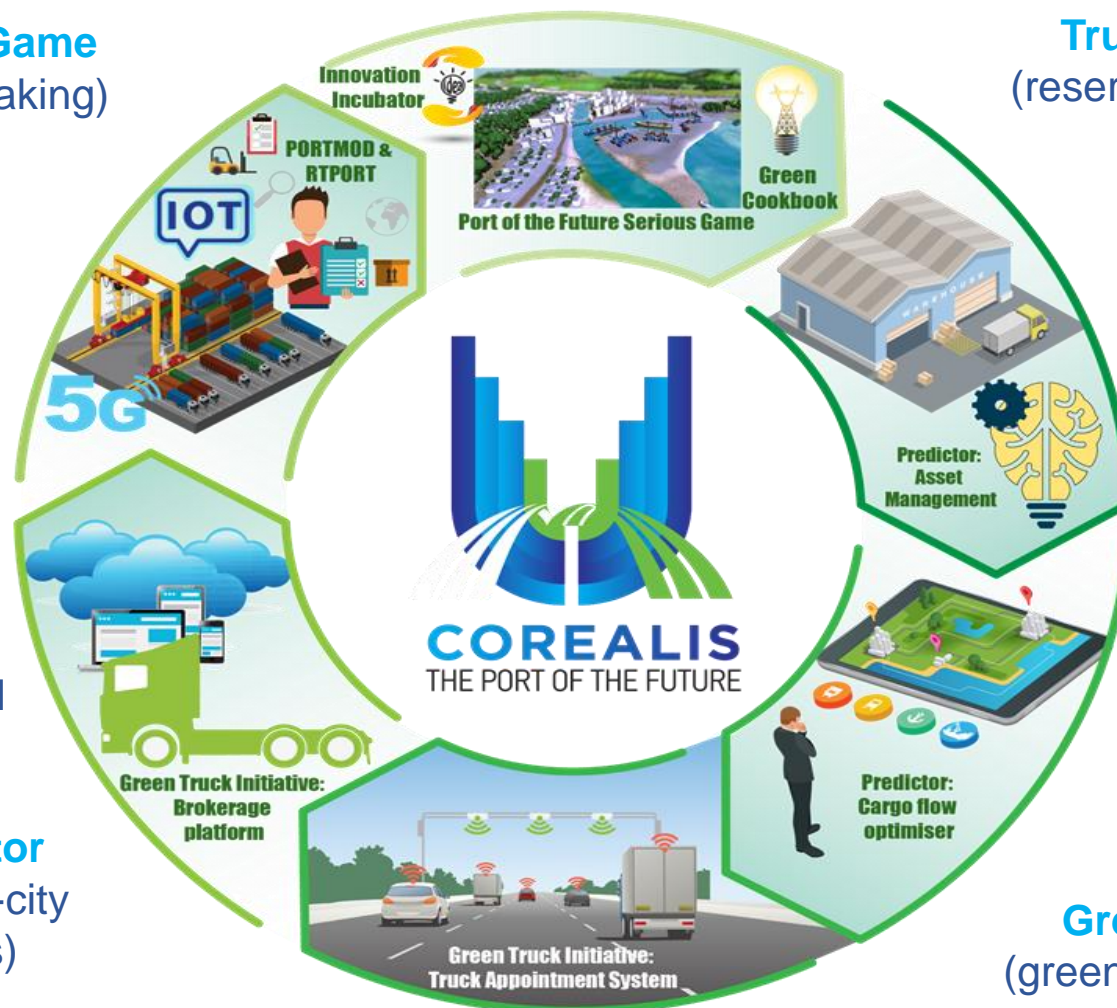 Game
aking)
Tru
(reser
Innovation
Incubator
Idea
PORTMOD &
RTPORT
IOT
5G
Port of the Future Serious Game
Green
Cookbook
WAREHOUSE
Predictor:
Asset
Management
COREALIS
THE PORT OF THE FUTURE
Green Truck Initiative:
Brokerage
platform
Predictor:
Cargo flow
optimiser
Green Truck Initiative:
Truck Appointment System
tor
-city
s)
Gre
(green